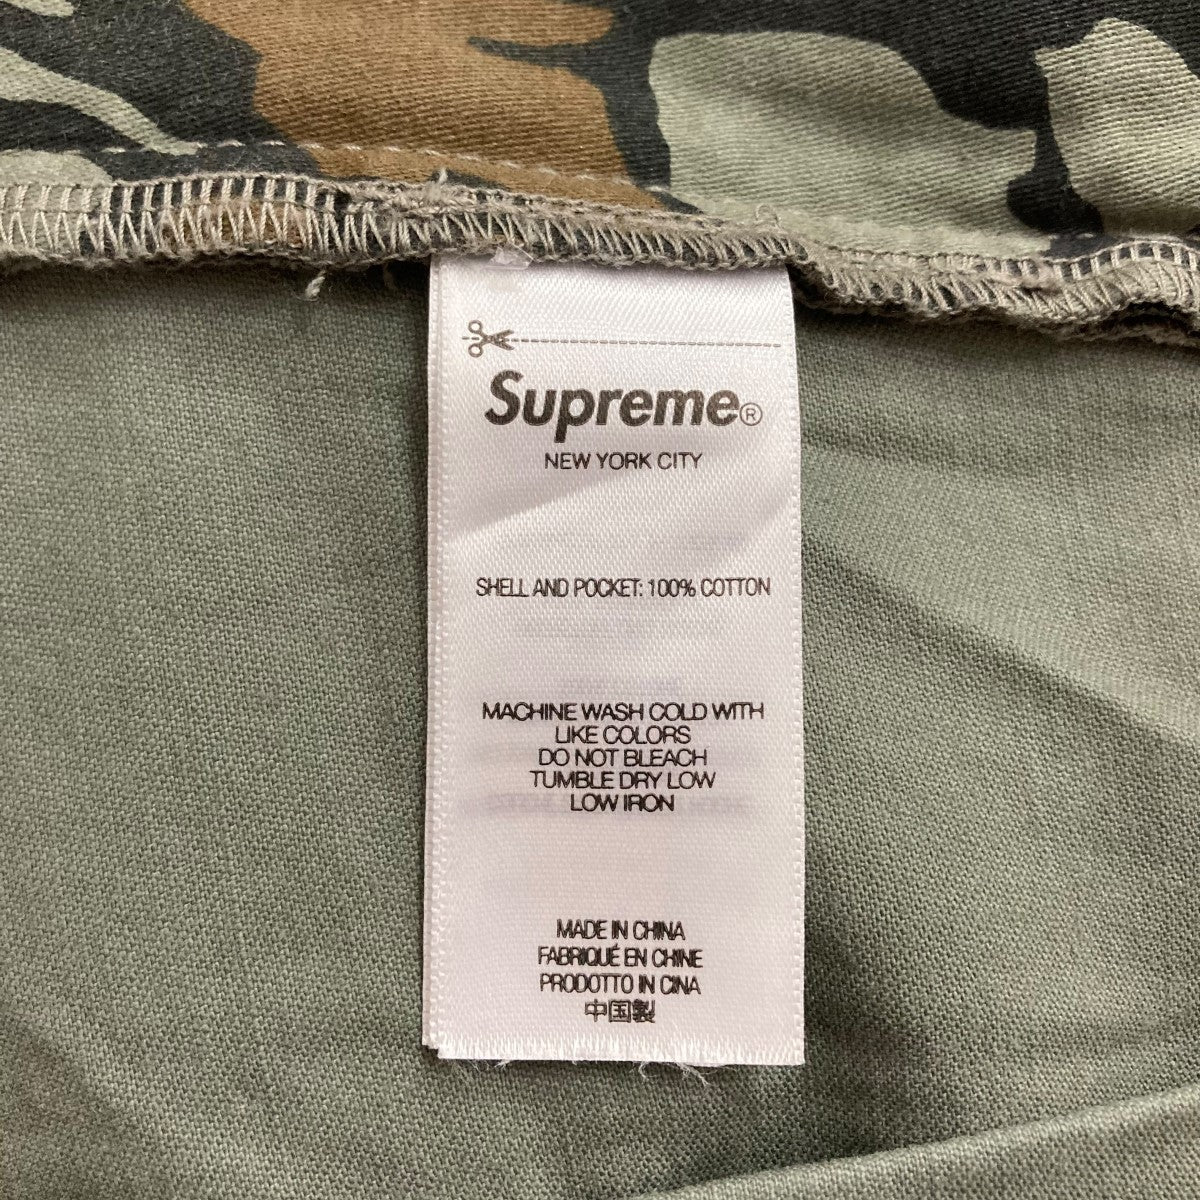 Supreme®
NEW YORK CITY
SHELL AND POCKET: 100% COTTON
MACHINE WASH COLD WITH
LIKE COLORS
DO NOT BLEACH
TUMBLE DRY LOW
LOW IRON
MADE IN CHINA
FABRIQUÉ EN CHINE
PRODOTTO IN CINA
中国製